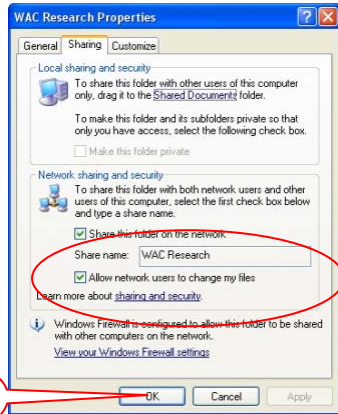 WAC Research Properties
General Sharing Customize
Local sharing and security
To share this folder with other users of this computer
only, drag it to the Shared Documents folder.
To make this folder and its subfolders private so that
only you have access, select the following check box.
Make this folder private
Network sharing and security
To share this folder with both network users and other
users of this computer, select the first check box below
and type a share name.
Share this folder on the network
Share name: WAC Research
Allow network users to change my files
Learn more about sharing and security.
Windows Firewall is configured to allow this folder to be shared
with other computers on the network.
View your Windows Firewall settings
OK Cancel Apply